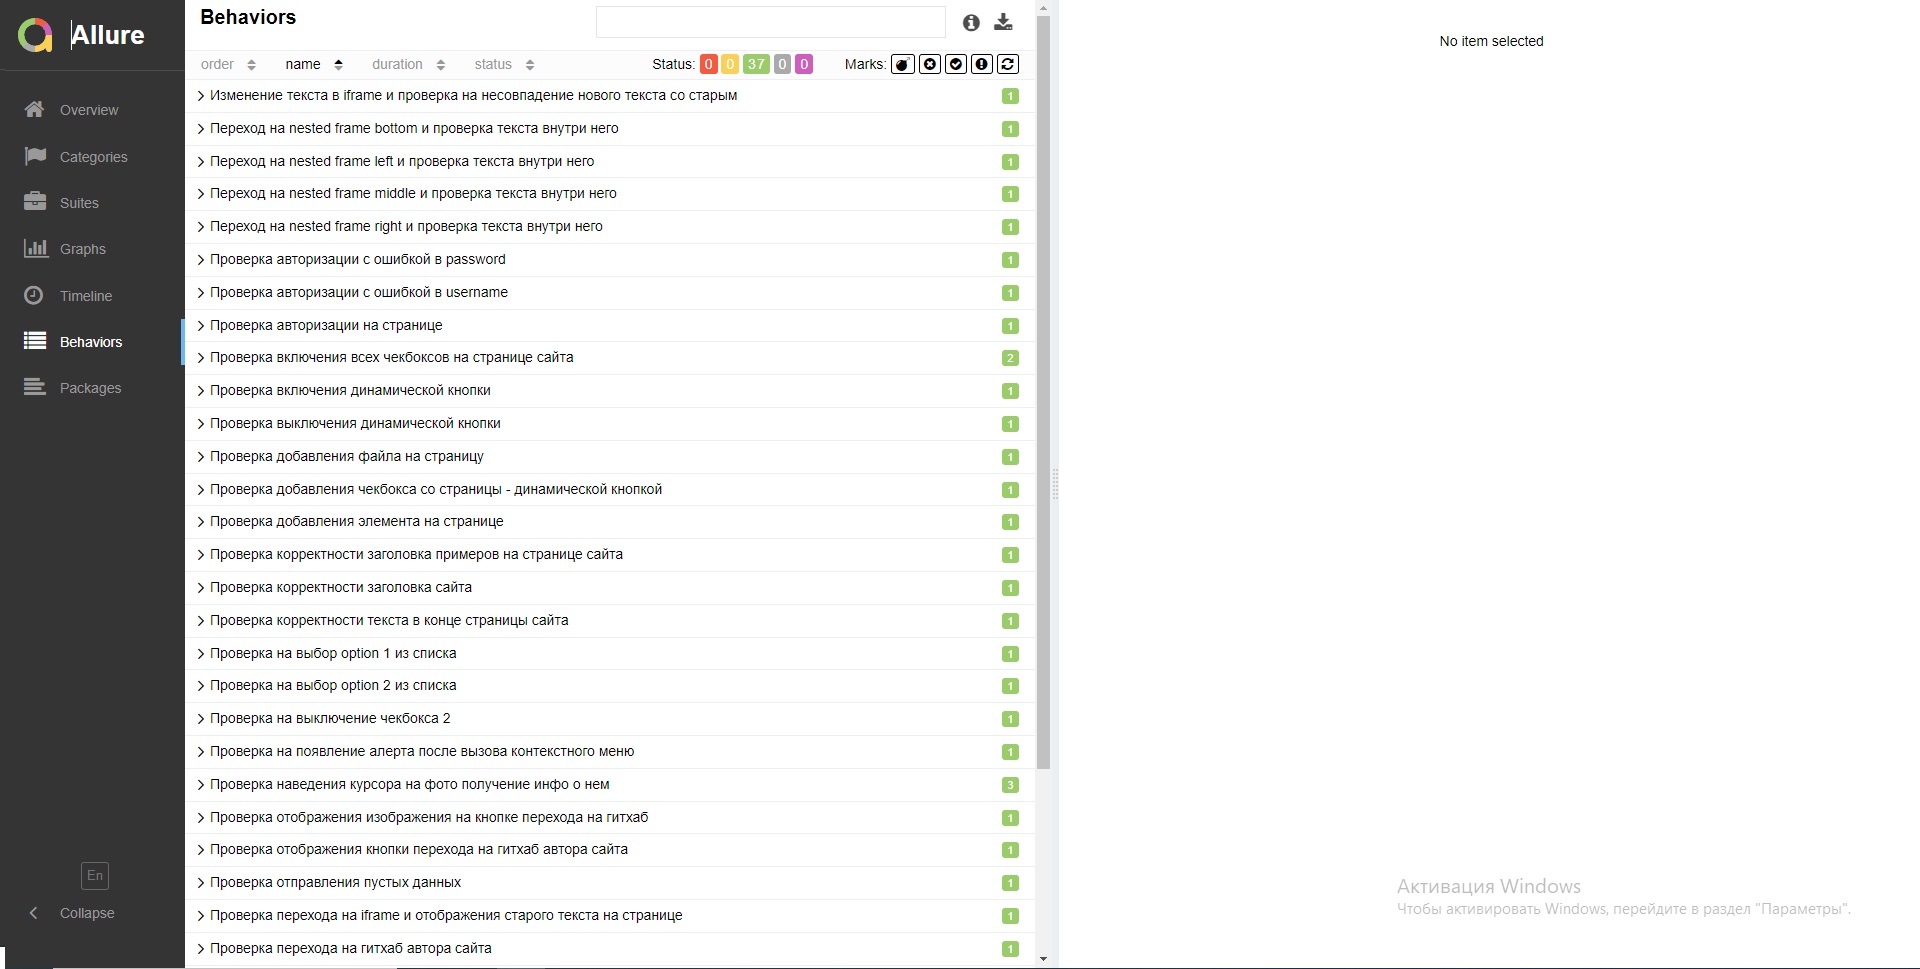 Allure
Overview
Categories
Suites
Graphs
Timeline
Behaviors
Packages
En
Collapse
Behaviors
order name duration status Status: 0 0 37 0 0 Marks:
Изменение текста в iframe и проверка на несовпадение нового текста со старым 1
Переход на nested frame bottom и проверка текста внутри него 1
Переход на nested frame left и проверка текста внутри него 1
Переход на nested frame middle и проверка текста внутри него 1
Переход на nested frame right и проверка текста внутри него 1
Проверка авторизации с ошибкой в password 1
Проверка авторизации с ошибкой в username 1
Проверка авторизации на странице 1
Проверка включения всех чекбоксов на странице сайта 2
Проверка включения динамической кнопки 1
Проверка выключения динамической кнопки 1
Проверка добавления файла на страницу 1
Проверка добавления чекбокса со страницы - динамической кнопкой 1
Проверка добавления элемента на странице 1
Проверка корректности заголовка примеров на странице сайта 1
Проверка корректности заголовка сайта 1
Проверка корректности текста в конце страницы сайта 1
Проверка на выбор option 1 из списка 1
Проверка на выбор option 2 из списка 1
Проверка на выключение чекбокса 2 1
Проверка на появление алерта после вызова контекстного меню 1
Проверка наведения курсора на фото получение инфо о нем 3
Проверка отображения изображения на кнопке перехода на гитхаб 1
Проверка отображения кнопки перехода на гитхаб автора сайта 1
Проверка отправления пустых данных 1
Проверка перехода на iframe и отображения старого текста на странице 1
Проверка перехода на гитхаб автора сайта 1
No item selected
Активация Windows
Чтобы активировать Windows, перейдите в раздел "Параметры".